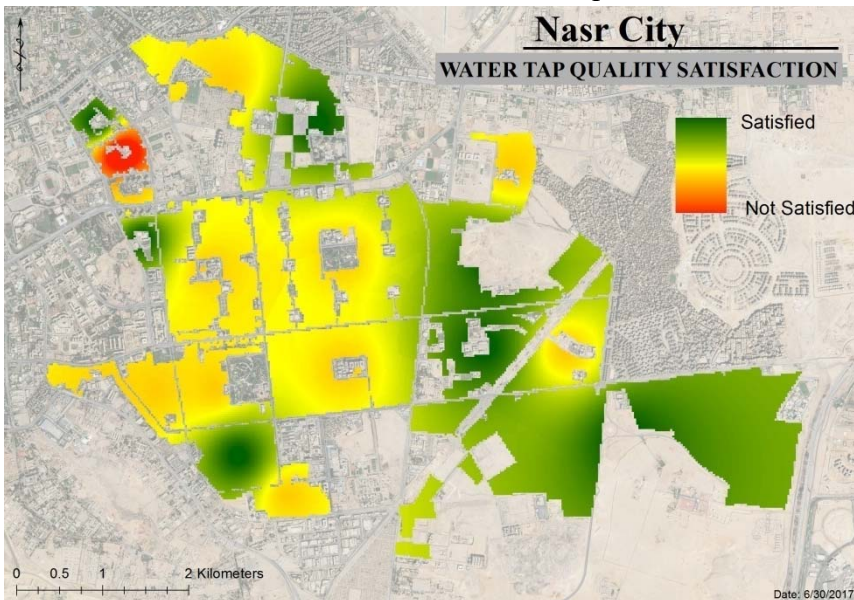 Nasr City
WATER TAP QUALITY SATISFACTION
Satisfied
Not Satisfied
0 0.5 1 2 Kilometers
Date: 6/30/2017